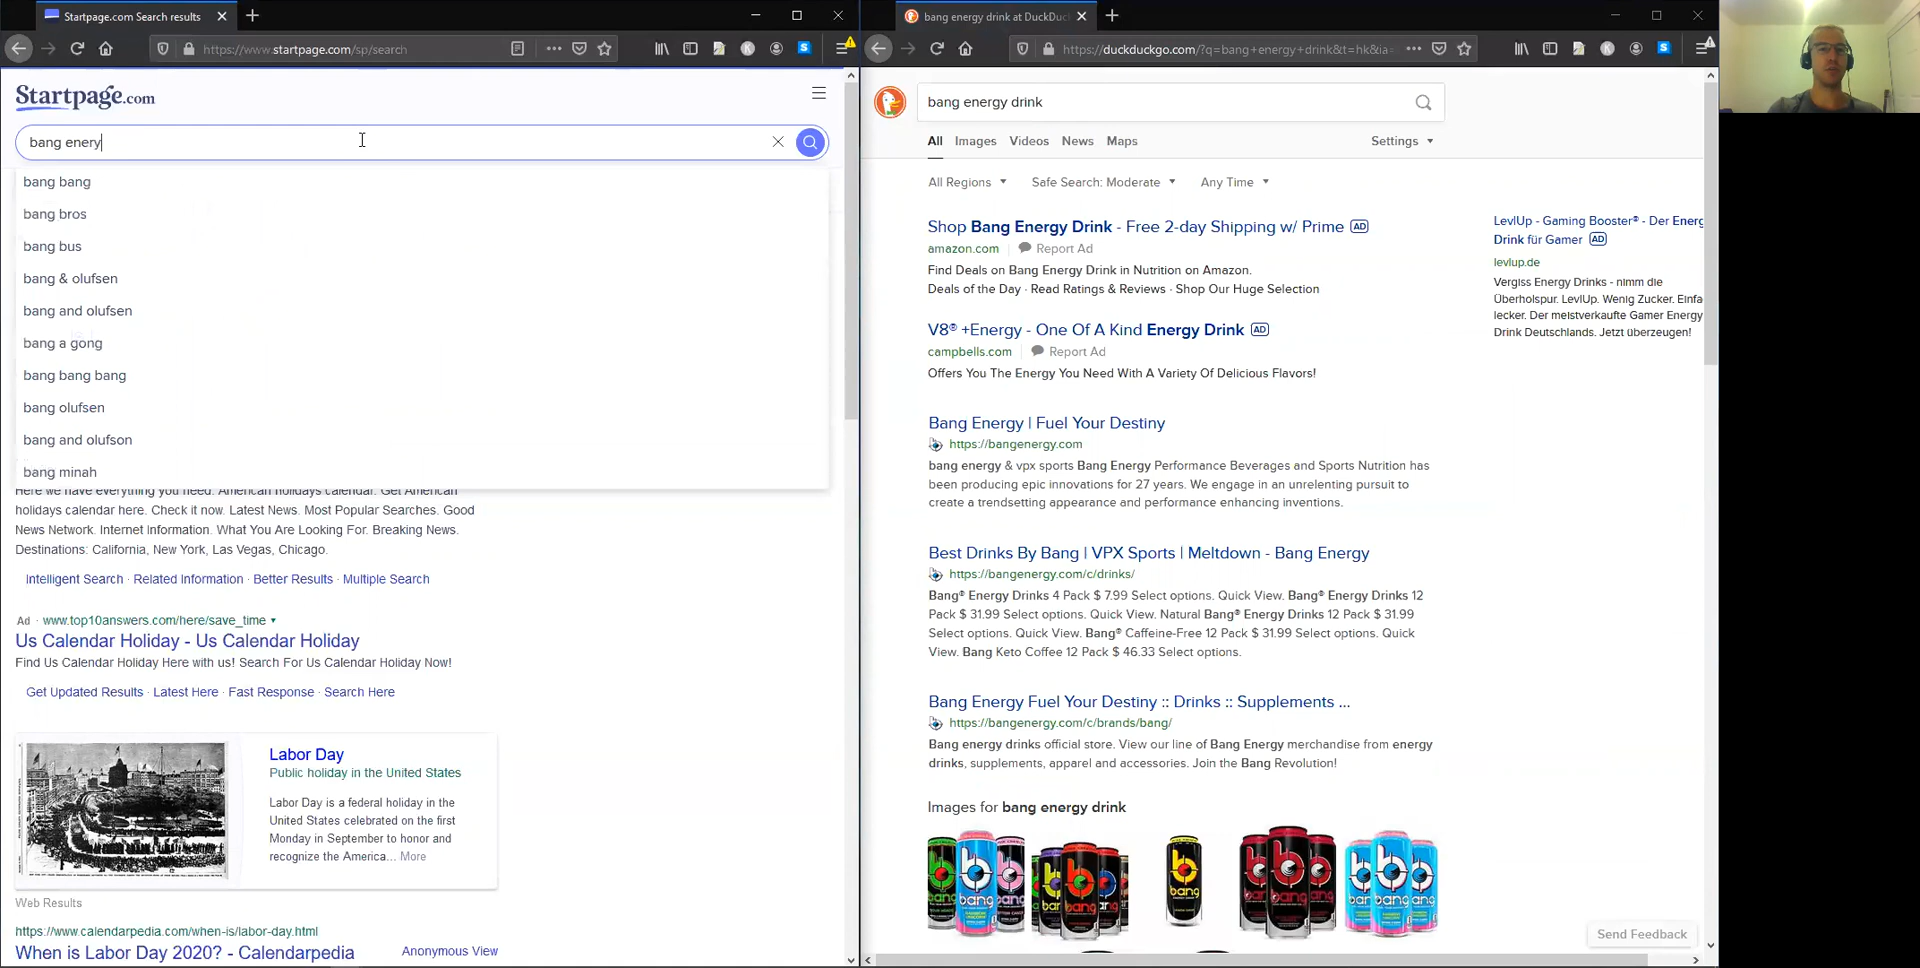 Startpage.com Search results
https://www.startpage.com/sp/search
Startpage.com
bang enery
bang bang
bang bros
bang bus
bang & olufsen
bang and olufsen
bang a gong
bang bang bang
bang olufsen
bang and olufson
bang minah
Here we have everything you need. American holidays calendar. Get American
holidays calendar here. Check it now. Latest News. Most Popular Searches. Good
News Network. Internet information. What You Are Looking For. Breaking News.
Destinations: California, New York, Las Vegas, Chicago.
Intelligent Search · Related Information · Better Results · Multiple Search
Ad · www.top10answers.com/here/save_time
Us Calendar Holiday - Us Calendar Holiday
Find Us Calendar Holiday Here with us! Search For Us Calendar Holiday Now!
Get Updated Results · Latest Here · Fast Response · Search Here
Labor Day
Public holiday in the United States
Labor Day is a federal holiday in the
United States celebrated on the first
Monday in September to honor and
recognize the America... More
Web Results
https://www.calendarpedia.com/when-is/labor-day.html
When is Labor Day 2020? - Calendarpedia
Anonymous View
bang energy drink at DuckDuc
https://duckduckgo.com/?q=bang+energy+drink&t=hk&ia=
bang energy drink
All Images Videos News Maps
Settings
All Regions Safe Search: Moderate Any Time
Shop Bang Energy Drink - Free 2-day Shipping w/ Prime AD
amazon.com Report Ad
Find Deals on Bang Energy Drink in Nutrition on Amazon.
Deals of the Day · Read Ratings & Reviews · Shop Our Huge Selection
V8® +Energy - One Of A Kind Energy Drink AD
campbells.com Report Ad
Offers You The Energy You Need With A Variety Of Delicious Flavors!
Bang Energy | Fuel Your Destiny
https://bangenergy.com
bang energy & vpx sports Bang Energy Performance Beverages and Sports Nutrition has
been producing epic innovations for 27 years. We engage in an unrelenting pursuit to
create a trendsetting appearance and performance enhancing inventions.
Best Drinks By Bang | VPX Sports | Meltdown - Bang Energy
https://bangenergy.com/c/drinks/
Bang® Energy Drinks 4 Pack $ 7.99 Select options. Quick View. Bang® Energy Drinks 12
Pack $ 31.99 Select options. Quick View. Natural Bang® Energy Drinks 12 Pack $ 31.99
Select options. Quick View. Bang® Caffeine-Free 12 Pack $ 31.99 Select options. Quick
View. Bang Keto Coffee 12 Pack $ 46.33 Select options.
Bang Energy Fuel Your Destiny :: Drinks :: Supplements ...
https://bangenergy.com/c/brands/bang/
Bang energy drinks official store. View our line of Bang Energy merchandise from energy
drinks, supplements, apparel and accessories. Join the Bang Revolution!
Images for bang energy drink
bang bang bang bang bang
LevlUp - Gaming Booster® - Der Energ
Drink für Gamer AD
levlup.de
Vergiss Energy Drinks - nimm die
Überholspur. LevlUp. Wenig Zucker. Einfa
lecker. Der meistverkaufte Gamer Energy
Drink Deutschlands. Jetzt überzeugen!
Send Feedback